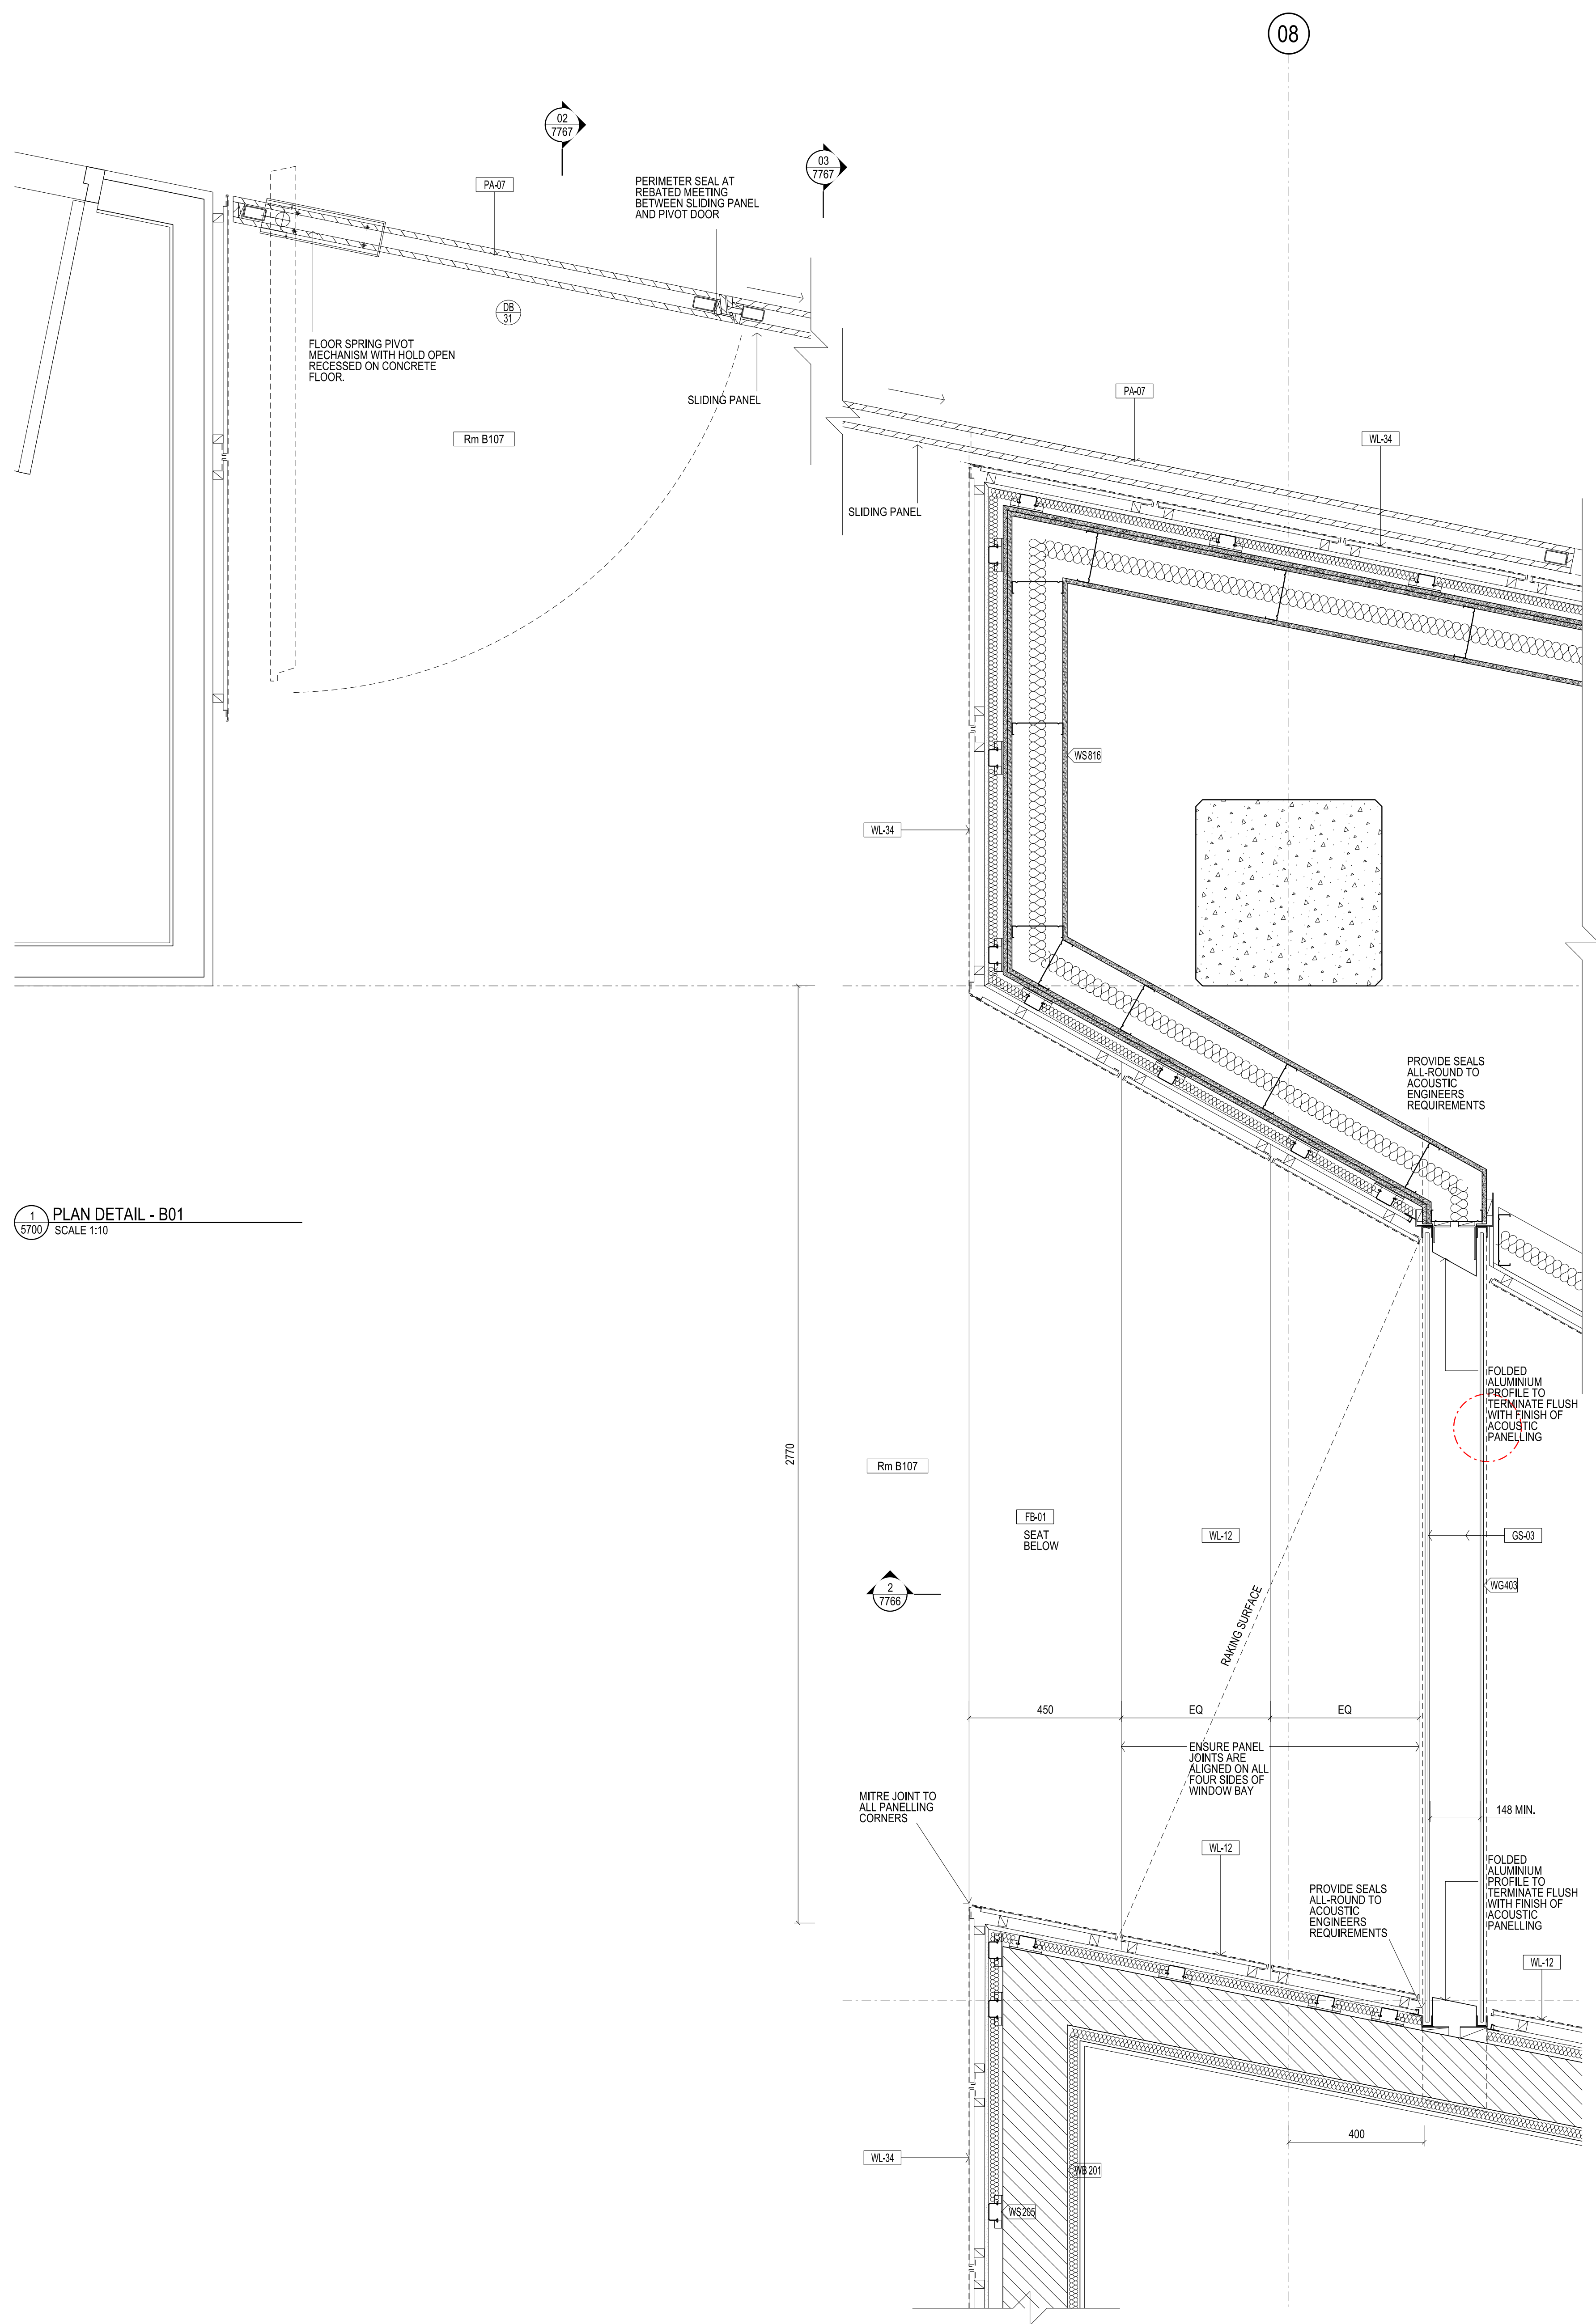 08
02
7767
03
7767
PA-07
PERIMETER SEAL AT
REBATED MEETING
BETWEEN SLIDING PANEL
AND PIVOT DOOR
DB
31
FLOOR SPRING PIVOT
MECHANISM WITH HOLD OPEN
RECESSED ON CONCRETE
FLOOR.
SLIDING PANEL
Rm B107
PA-07
WL-34
SLIDING PANEL
WS816
WL-34
PROVIDE SEALS
ALL-ROUND TO
ACOUSTIC
ENGINEERS
REQUIREMENTS
1
5700
PLAN DETAIL - B01
SCALE 1:10
FOLDED
ALUMINIUM
PROFILE TO
TERMINATE FLUSH
WITH FINISH OF
ACOUSTIC
PANELLING
2770
Rm B107
FB-01
SEAT
BELOW
WL-12
GS-03
WG403
2
7766
RAKING SURFACE
450
EQ
EQ
ENSURE PANEL
JOINTS ARE
ALIGNED ON ALL
FOUR SIDES OF
WINDOW BAY
MITRE JOINT TO
ALL PANELLING
CORNERS
148 MIN.
WL-12
FOLDED
ALUMINIUM
PROFILE TO
TERMINATE FLUSH
WITH FINISH OF
ACOUSTIC
PANELLING
PROVIDE SEALS
ALL-ROUND TO
ACOUSTIC
ENGINEERS
REQUIREMENTS
WL-12
400
WL-34
WB 201
WS205